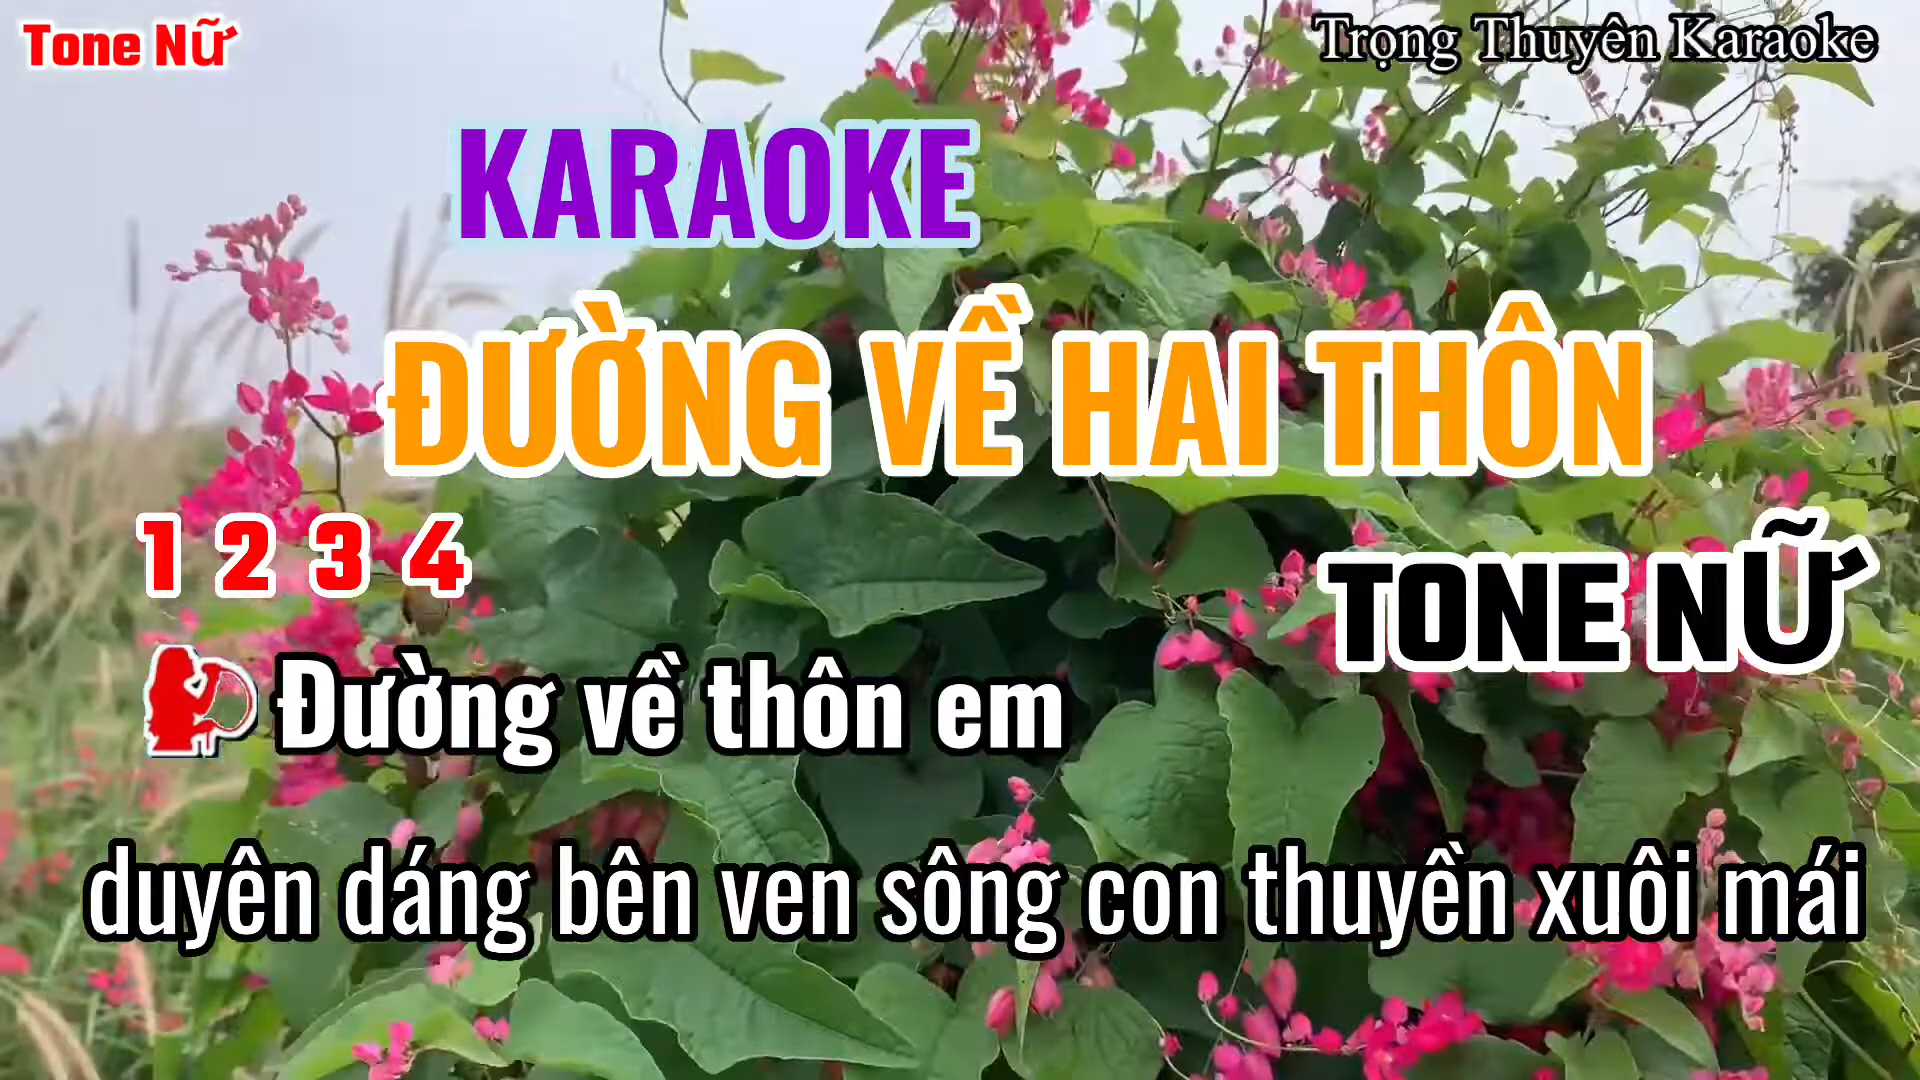 Tone Nữ
Trọng Thuyên Karaoke
KARAOKE
ĐƯỜNG VỀ HAI THÔN
1 2 3 4
TONE NỮ
Đường về thôn em
duyên dáng bên ven sông con thuyền xuôi mái